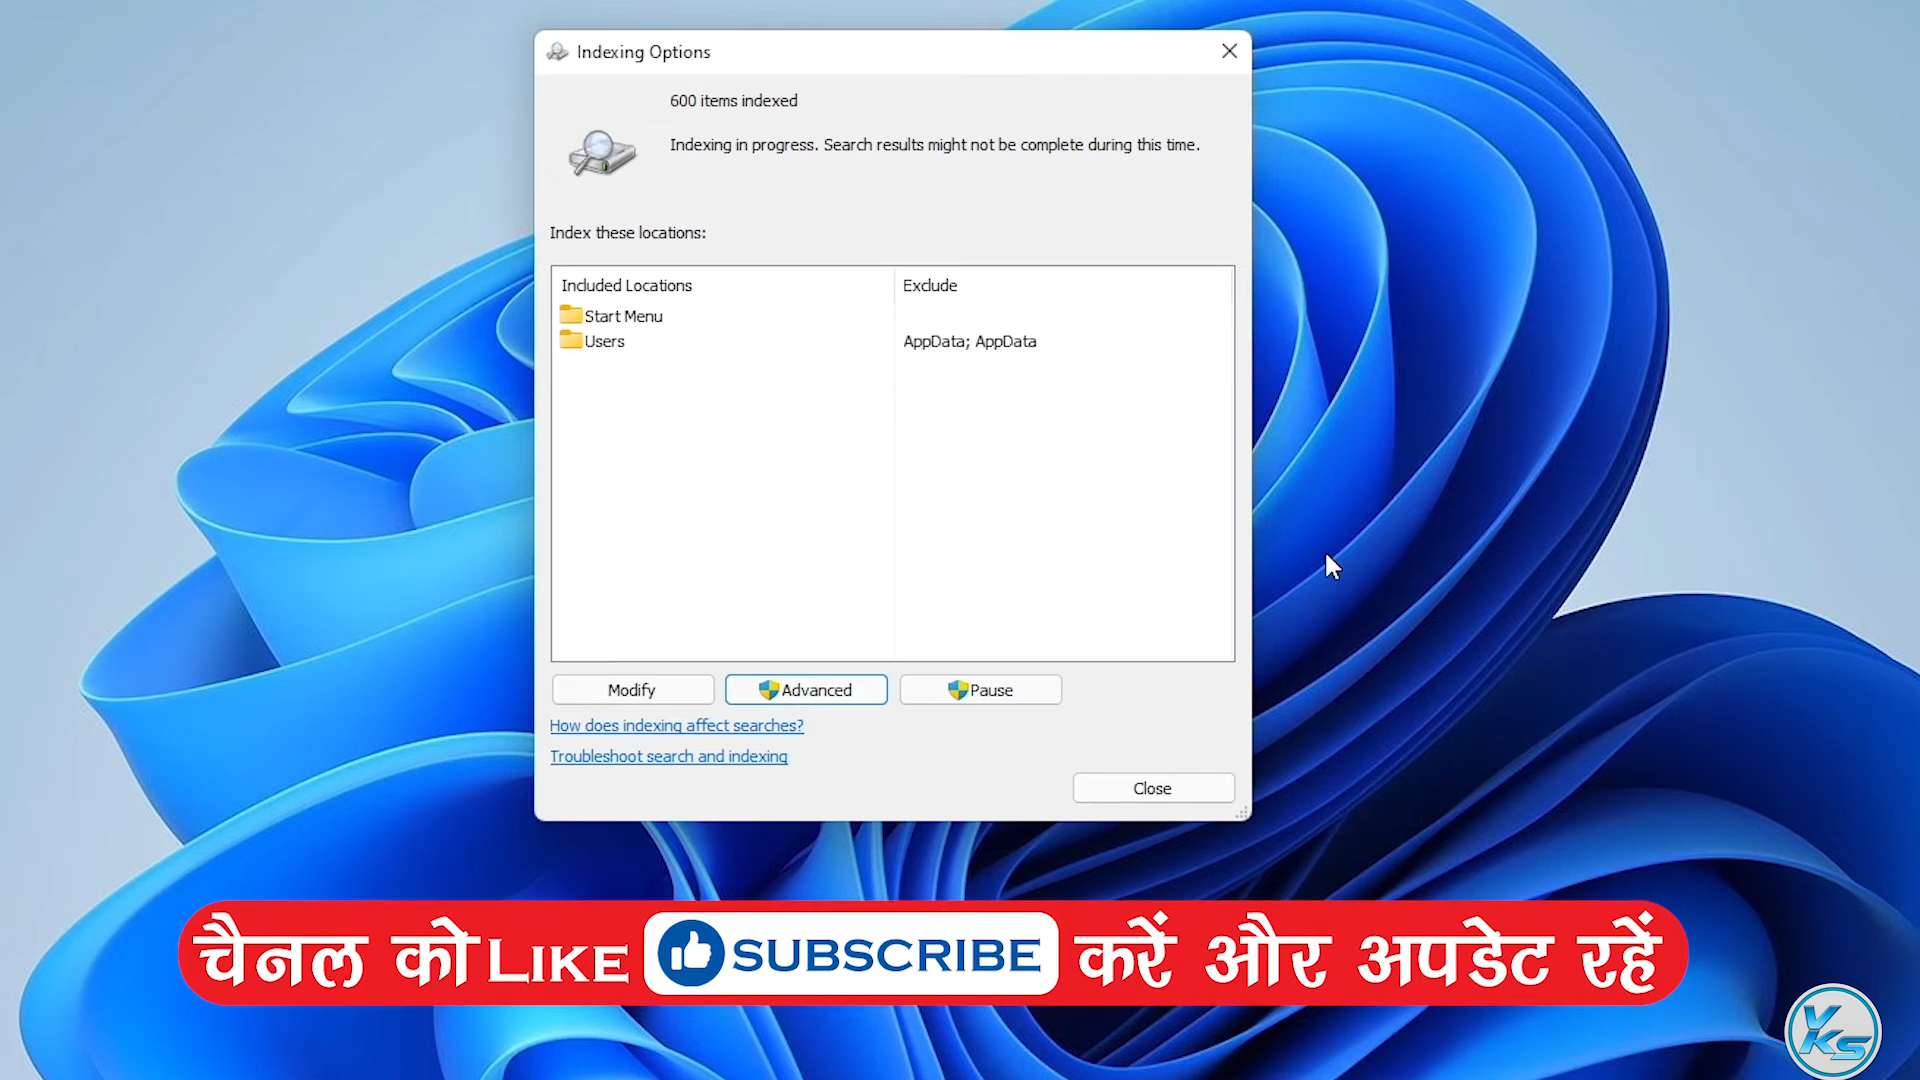 Indexing Options
600 items indexed
Indexing in progress. Search results might not be complete during this time.
Index these locations:
Included Locations Exclude
Start Menu
Users AppData; AppData
Modify Advanced Pause
How does indexing affect searches?
Troubleshoot search and indexing
Close
चैनल को LIKE SUBSCRIBE करें और अपडेट रहें
VKS